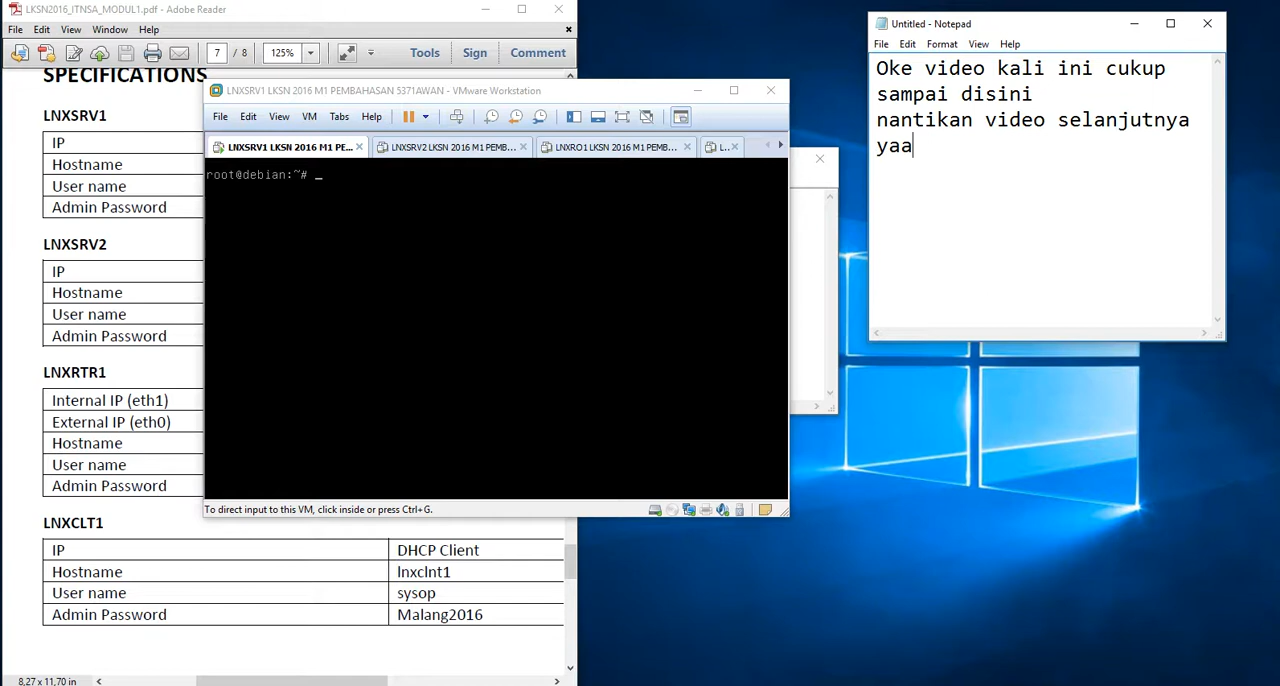 LKSN2016_ITNSA_MODUL1.pdf - Adobe Reader
File Edit View Window Help
7 / 8 125% Tools Sign Comment
SPECIFICATIONS
LNXSRV1
IP
Hostname
User name
Admin Password
LNXSRV2
IP
Hostname
User name
Admin Password
LNXRTR1
Internal IP (eth1)
External IP (eth0)
Hostname
User name
Admin Password
LNXCLT1
IP DHCP Client
Hostname lnxclnt1
User name sysop
Admin Password Malang2016
8,27 x 11,70 in
LNXSRV1 LKSN 2016 M1 PEMBAHASAN 5371AWAN - VMware Workstation
File Edit View VM Tabs Help
LNXSRV1 LKSN 2016 M1 PE... LNXSRV2 LKSN 2016 M1 PEMB... LNXRO1 LKSN 2016 M1 PEMB... L...
root@debian:~# _
To direct input to this VM, click inside or press Ctrl+G.
Untitled - Notepad
File Edit Format View Help
Oke video kali ini cukup
sampai disini
nantikan video selanjutnya
yaa